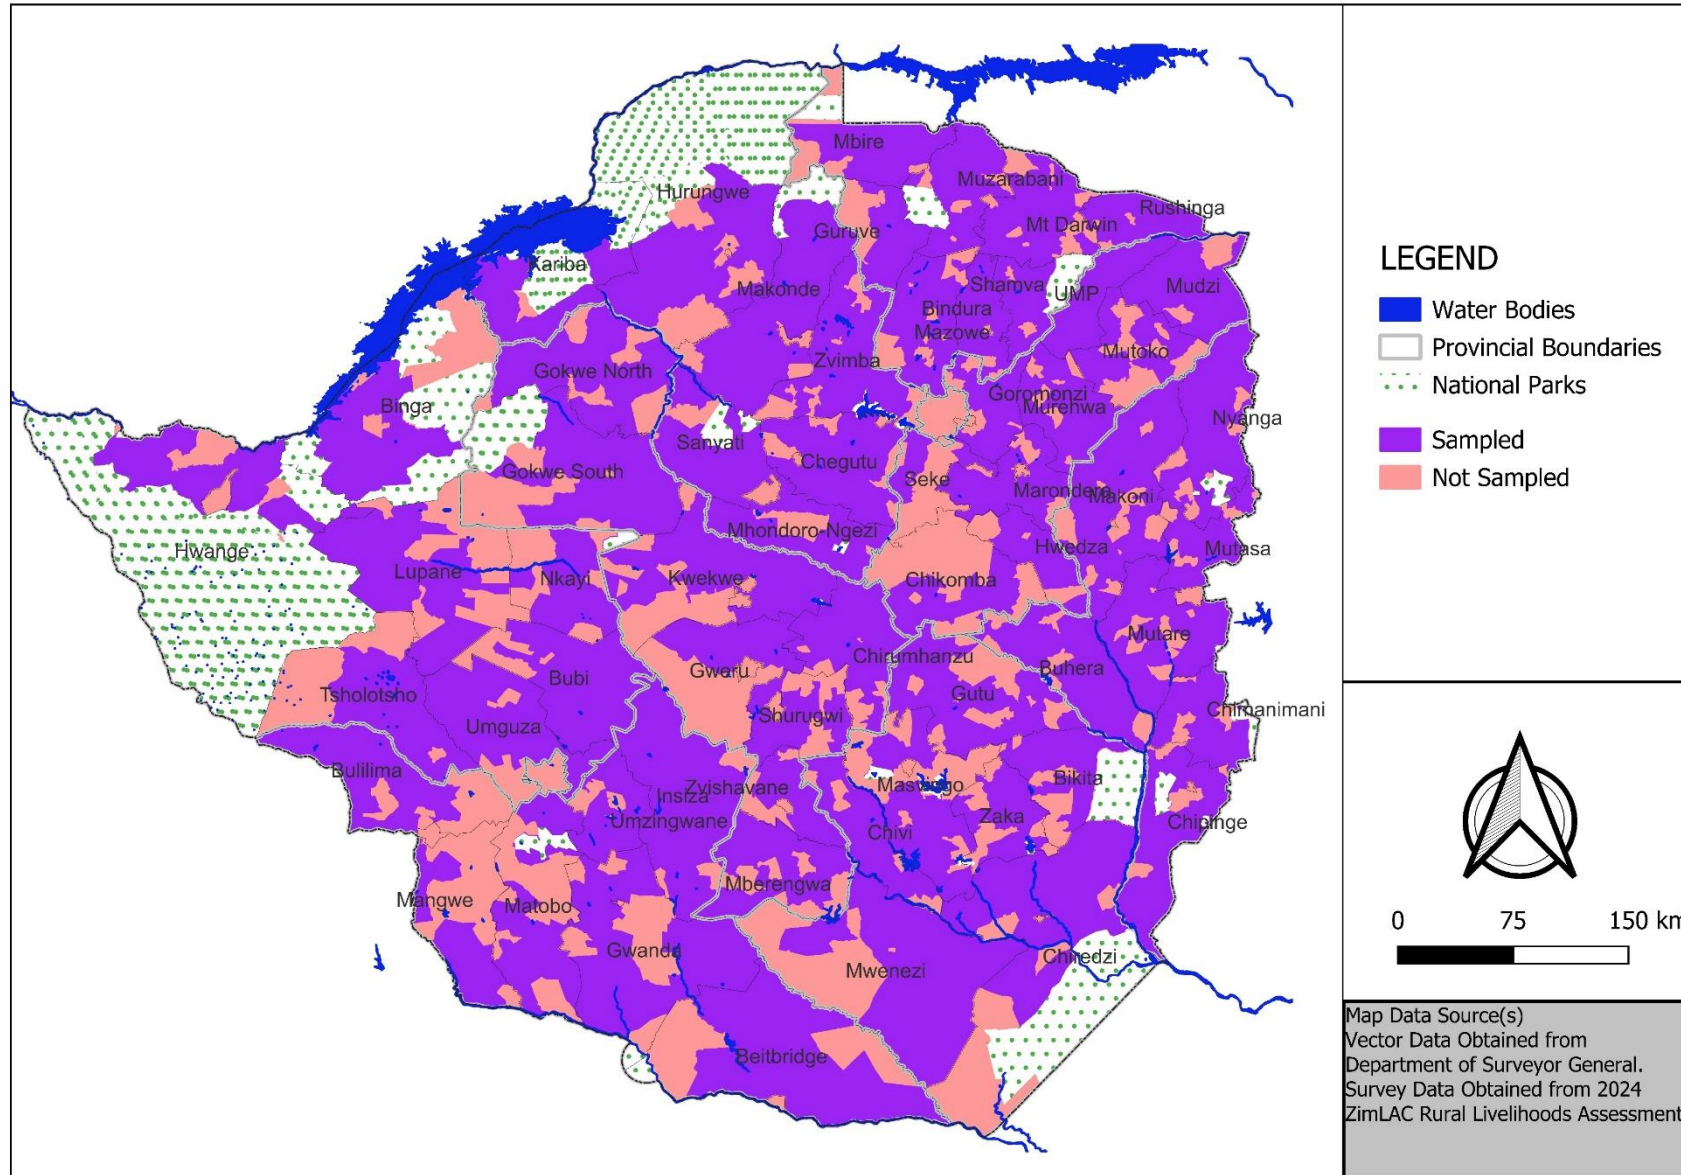 Mbire
Muzarabani
Hurungwe
Rushinga
Mt Darwin
Guruve
Kariba
Makonde
Shamva
UMP
Mudzi
Bindura
Mazowe
Mutoko
Zvimba
Gokwe North
Goromonzi
Murehwa
Binga
Nyanga
Sanyati
Chegutu
Gokwe South
Seke
Marondera
Makoni
Mhondoro-Ngezi
Hwange
Hwedza
Mutasa
Lupane
Nkayi
Kwekwe
Chikomba
Mutare
Chirumhanzu
Buhera
Gweru
Bubi
Tsholotsho
Gutu
Shurugwi
Chimanimani
Umguza
Bulilima
Zvishavane
Masvingo
Bikita
Insiza
Umzingwane
Zaka
Chivi
Chipinge
Mberengwa
Mangwe
Matobo
Gwanda
Chiredzi
Mwenezi
Beitbridge
LEGEND
Water Bodies
Provincial Boundaries
National Parks
Sampled
Not Sampled
0 75 150 km
Map Data Source(s)
Vector Data Obtained from
Department of Surveyor General.
Survey Data Obtained from 2024
ZimLAC Rural Livelihoods Assessment